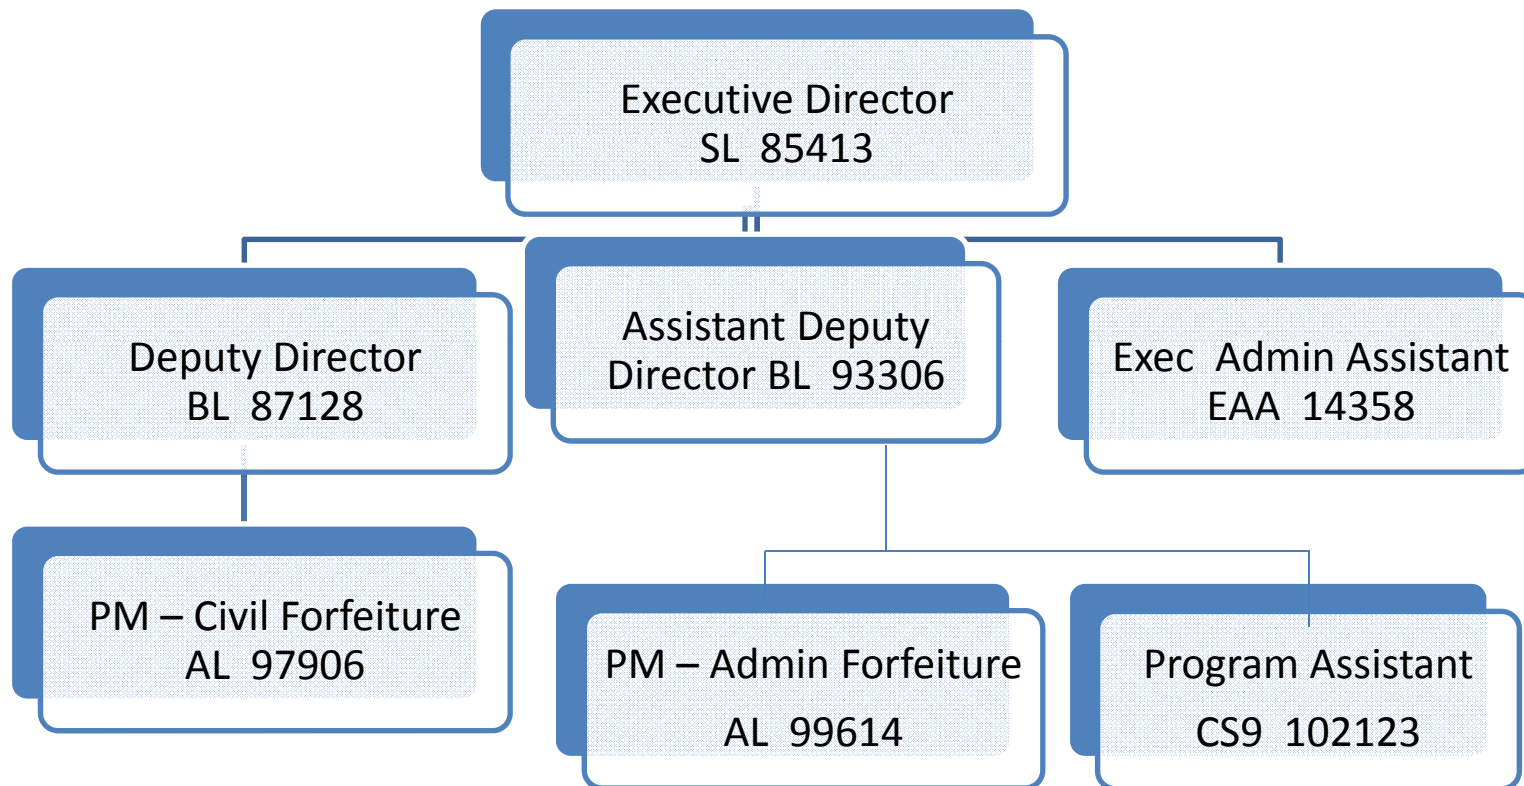 Executive Director
SL  85413
Deputy Director
BL  87128
Assistant Deputy
Director BL  93306
Exec  Admin Assistant
EAA  14358
PM – Civil Forfeiture
AL  97906
PM – Admin Forfeiture
AL  99614
Program Assistant
CS9  102123